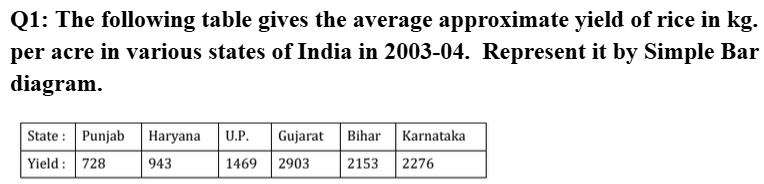 Q1: The following table gives the average approximate yield of rice in kg.
per acre in various states of India in 2003-04. Represent it by Simple Bar
diagram.
State : Punjab Haryana U.P. Gujarat Bihar Karnataka
Yield : 728 943 1469 2903 2153 2276